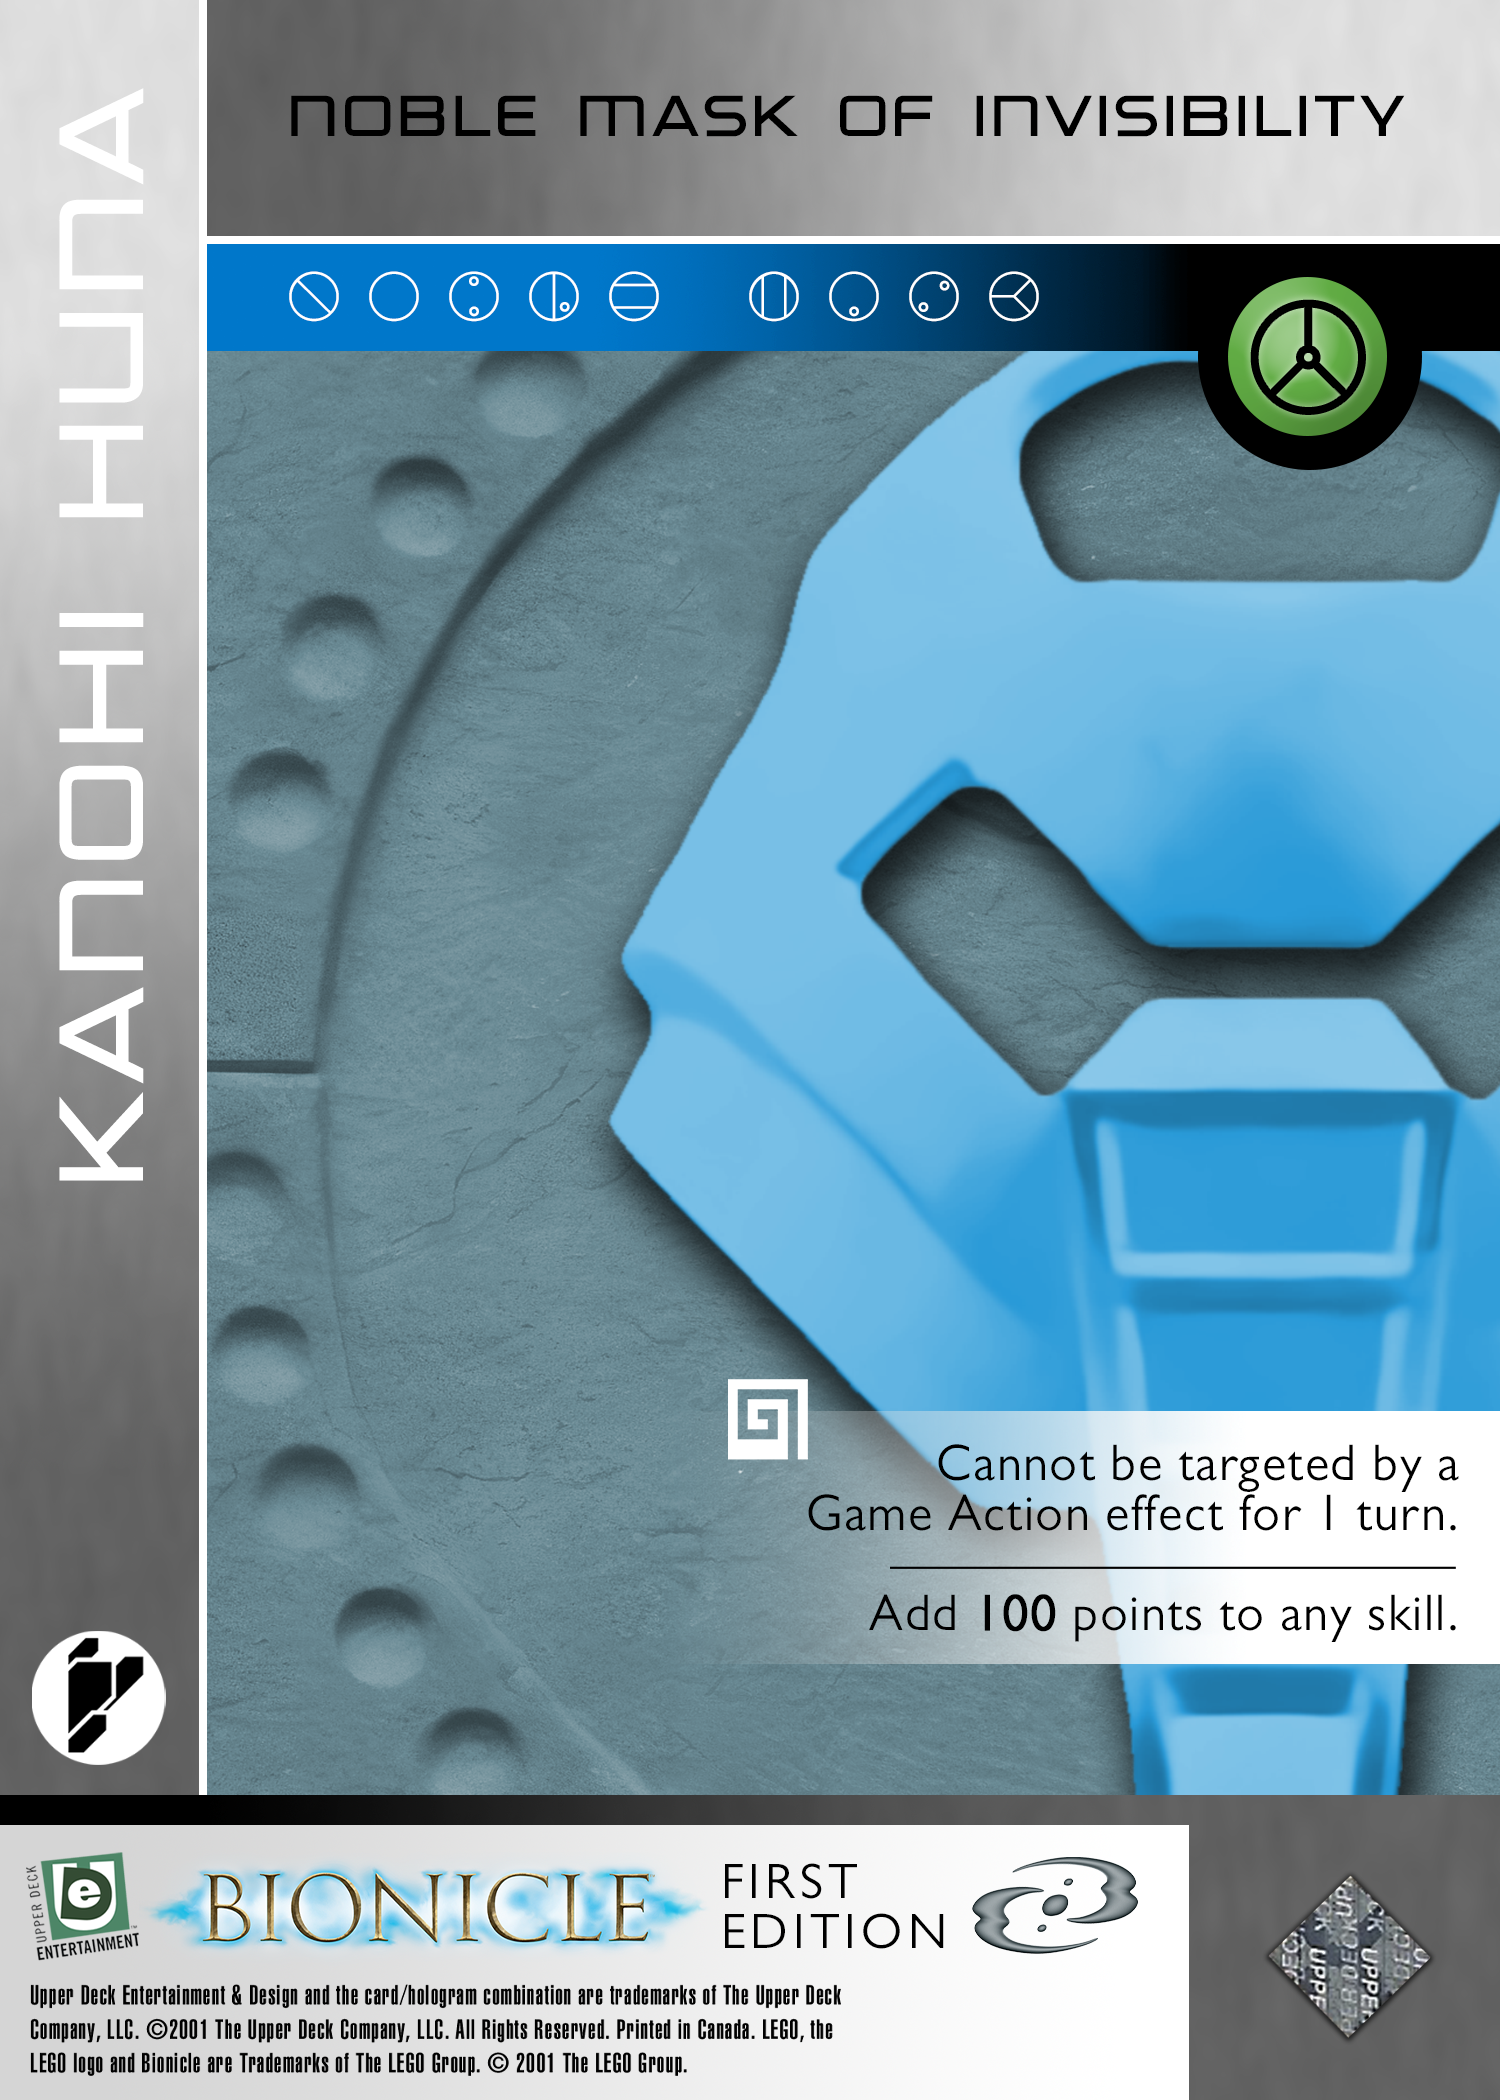 NOBLE MASK OF INVISIBILITY
KANOHI HUNA
Cannot be targeted by a
Game Action effect for 1 turn.
Add 100 points to any skill.
UPPER DECK
e
ENTERTAINMENT
BIONICLE
FIRST
EDITION
Upper Deck Entertainment & Design and the card/hologram combination are trademarks of The Upper Deck
Company, LLC. ©2001 The Upper Deck Company, LLC. All Rights Reserved. Printed in Canada. LEGO, the
LEGO logo and Bionicle are Trademarks of The LEGO Group. © 2001 The LEGO Group.